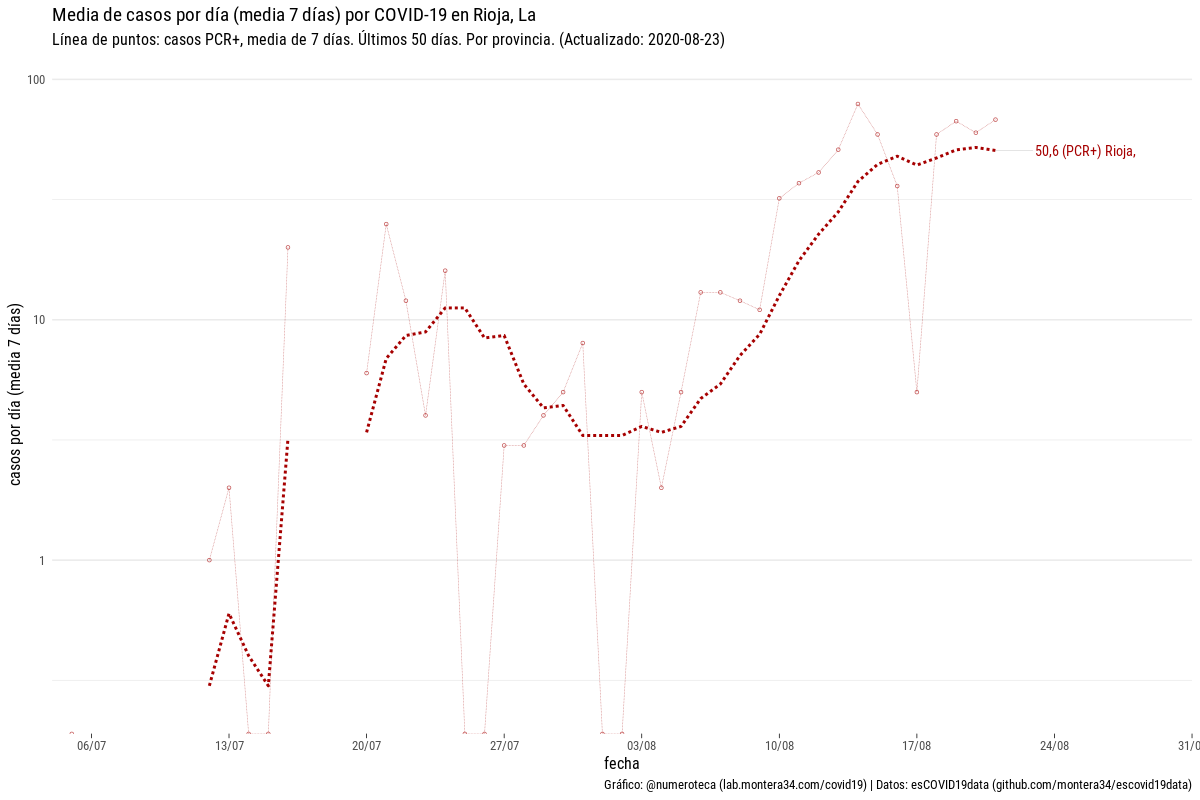 Media de casos por día (media 7 días) por COVID-19 en Rioja, La
Línea de puntos: casos PCR+, media de 7 días. Últimos 50 días. Por provincia. (Actualizado: 2020-08-23)
casos por día (media 7 días)
100
10
1
50,6 (PCR+) Rioja,
06/07 13/07 20/07 27/07 03/08 10/08 17/08 24/08 31/0
fecha
Gráfico: @numeroteca (lab.montera34.com/covid19) | Datos: esCOVID19data (github.com/montera34/escovid19data)